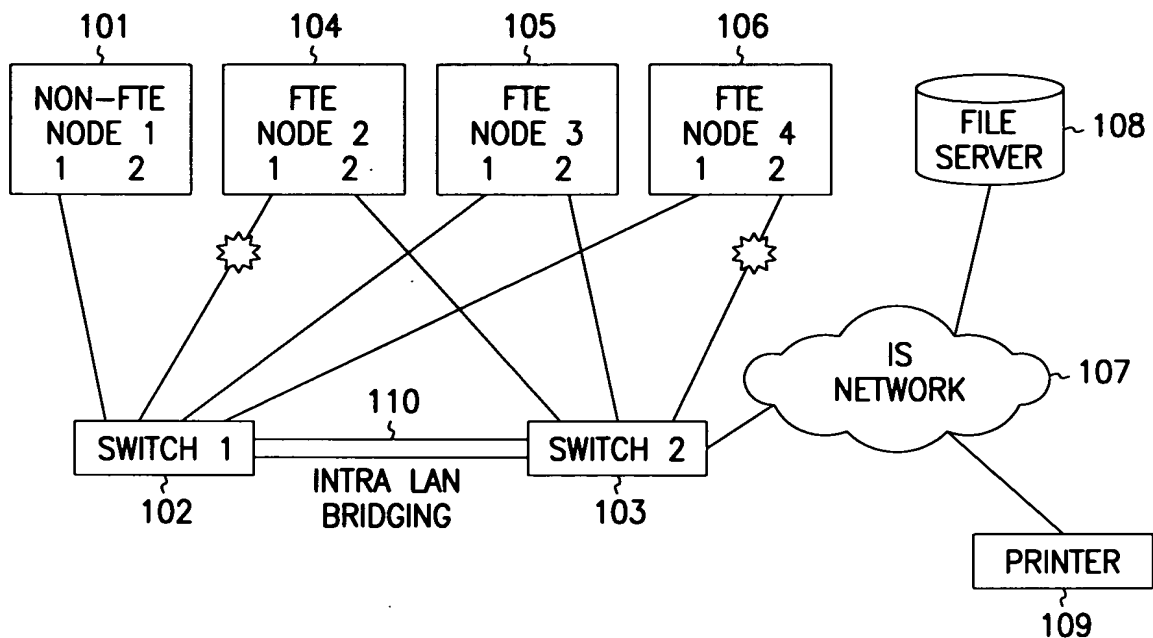 101
104
105
106
NON-FTE
NODE 1
1 2
FTE
NODE 2
1 2
FTE
NODE 3
1 2
FTE
NODE 4
1 2
FILE
SERVER
108
IS
NETWORK
107
110
SWITCH 1
SWITCH 2
INTRA LAN
BRIDGING
102
103
PRINTER
109